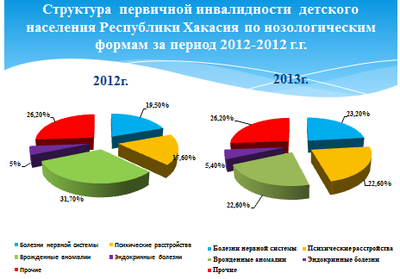 Структура первичной инвалидности детского
населения Республики Хакасия по нозологическим
формам за период 2012-2012 г.г.
2012г.
2013г.
26,20%
19,50%
5%
17,60%
31,70%
26,20%
23,20%
5,40%
22,60%
22,60%
Болезни нервной системы
Психические расстройства
Врожденные аномалии
Эндокринные болезни
Прочие
Болезни нервной системы
Психические расстройства
Врожденные аномалии
Эндокринные болезни
Прочие